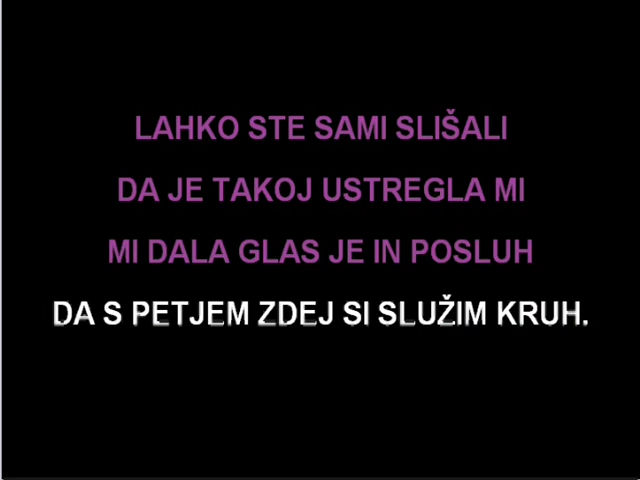 LAHKO STE SAMI SLIŠALI
DA JE TAKOJ USTREGLA MI
MI DALA GLAS JE IN POSLUH
DA S PETJEM ZDEJ SI SLUŽIM KRUH.